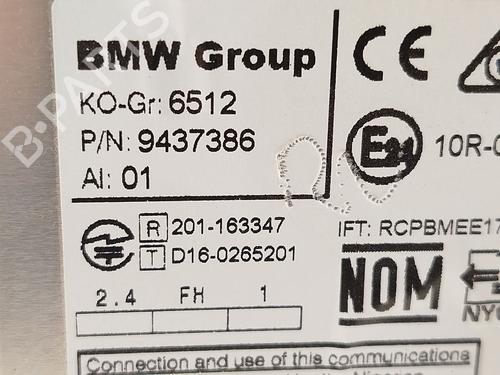 BMW Group
KO-Gr: 6512
P/N: 9437386
AI: 01
CE
E24
10R-0
R 201-163347
T D16-0265201
IFT: RCPBMEE17
2.4 FH 1
NOM
NYC
Connection and use of this
B-PARTS